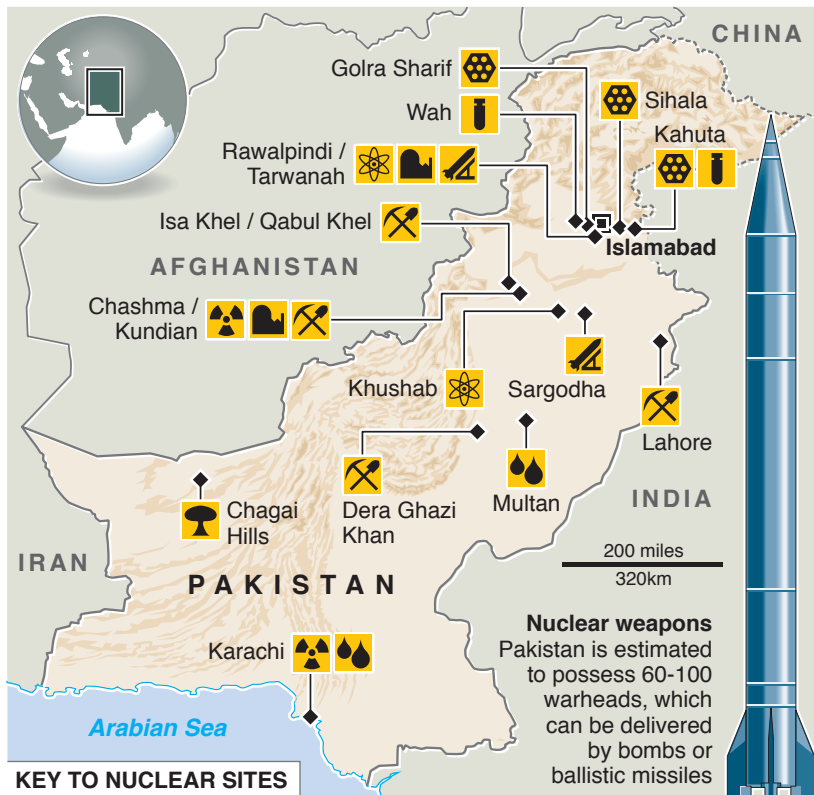 CHINA
Golra Sharif
Sihala
Wah
Kahuta
Rawalpindi /
Tarwanah
Isa Khel / Qabul Khel
Islamabad
AFGHANISTAN
Chashma /
Kundian
Khushab
Sargodha
Lahore
Dera Ghazi
Khan
Multan
INDIA
Chagai
Hills
IRAN
200 miles
320km
PAKISTAN
Nuclear weapons
Pakistan is estimated
to possess 60-100
warheads, which
can be delivered
by bombs or
ballistic missiles
Karachi
Arabian Sea
KEY TO NUCLEAR SITES